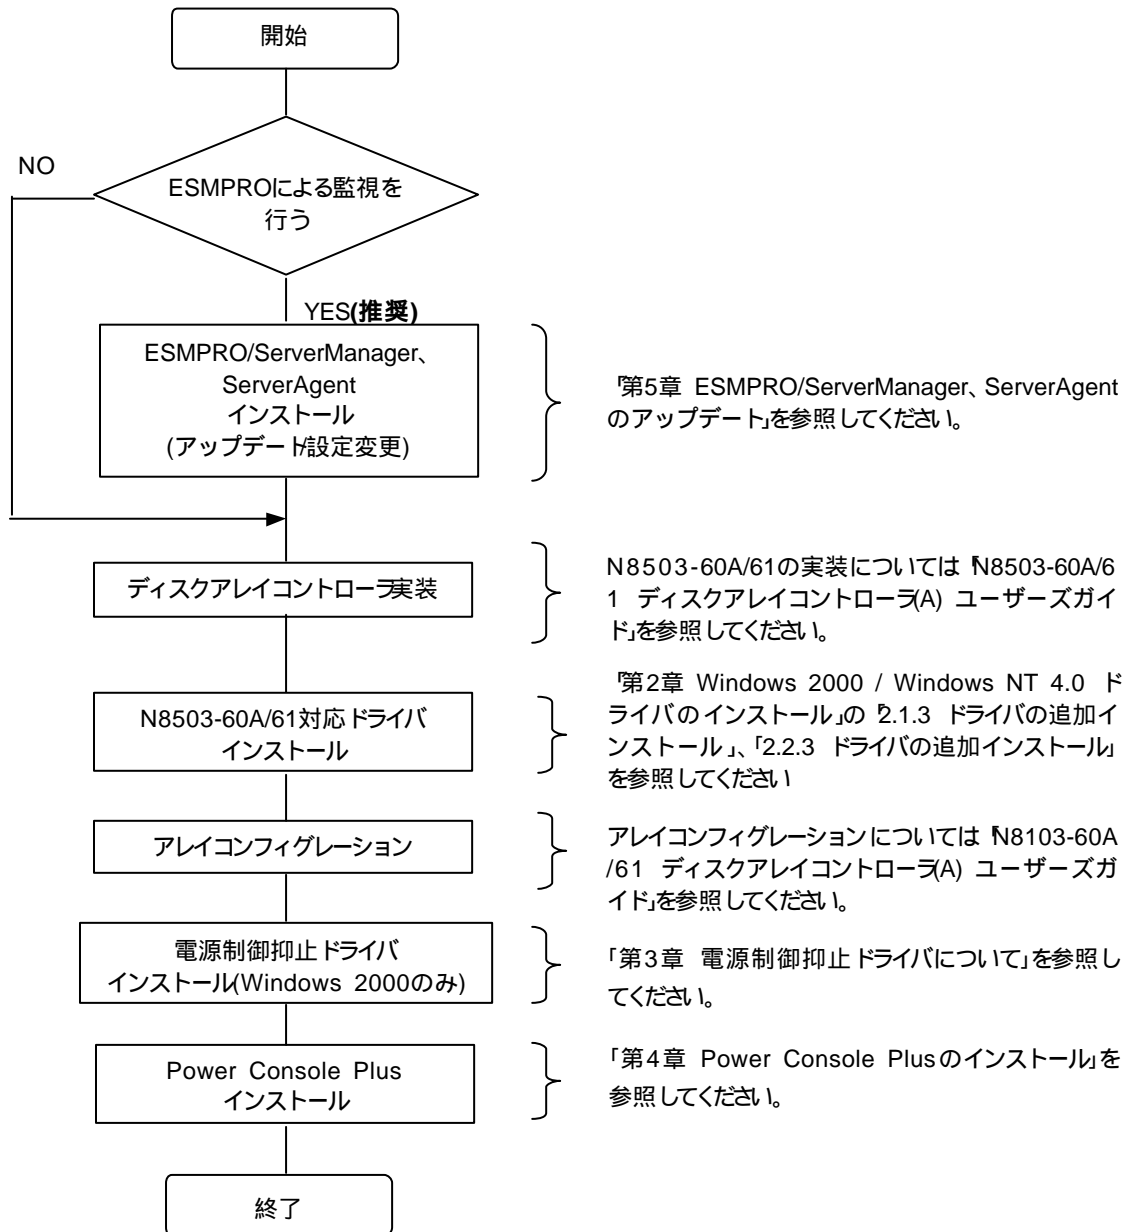 開始
NO
ESMPROによる監視を
行う
YES(推奨)
ESMPRO/ServerManager、
ServerAgent
インストール
(アップデート/設定変更)
「第5章 ESMPRO/ServerManager、ServerAgent
のアップデート」を参照してください。
ディスクアレイコントローラ実装
N8503-60A/61の実装については「N8503-60A/6
1 ディスクアレイコントローラ(A) ユーザーズガイ
ド」を参照してください。
N8503-60A/61対応ドライバ
インストール
「第2章 Windows 2000 / Windows NT 4.0 ド
ライバのインストール」の「2.1.3 ドライバの追加イ
ンストール」、「2.2.3 ドライバの追加インストール」
を参照してください
アレイコンフィグレーション
アレイコンフィグレーションについては「N8103-60A
/61 ディスクアレイコントローラ(A) ユーザーズガ
イド」を参照してください。
電源制御抑止ドライバ
インストール(Windows 2000のみ)
「第3章 電源制御抑止ドライバについて」を参照し
てください。
Power Console Plus
インストール
「第4章 Power Console Plusのインストール」を
参照してください。
終了